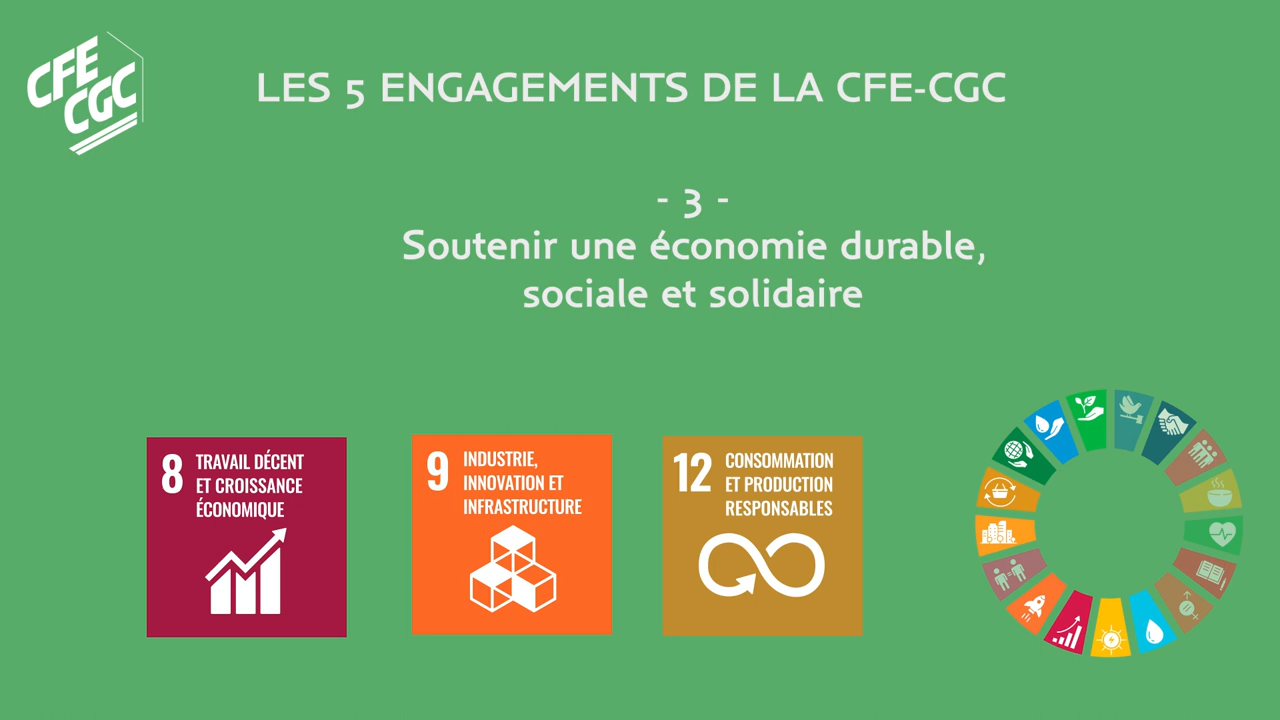 CFE
CGC
LES 5 ENGAGEMENTS DE LA CFE-CGC
- 3 -
Soutenir une économie durable,
sociale et solidaire
8 TRAVAIL DÉCENT
ET CROISSANCE
ÉCONOMIQUE
9 INDUSTRIE,
INNOVATION ET
INFRASTRUCTURE
12 CONSOMMATION
ET PRODUCTION
RESPONSABLES